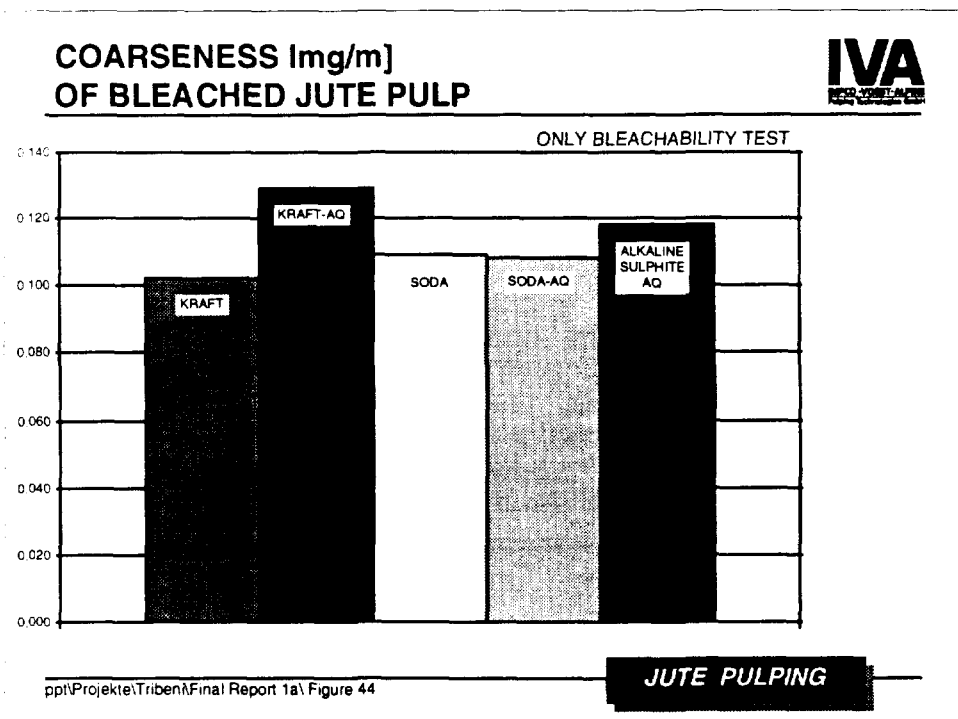 COARSENESS [mg/m]
OF BLEACHED JUTE PULP
IVA
ONLY BLEACHABILITY TEST
0.140
0.120
0.100
0.080
0.060
0.040
0.020
0.000
KRAFT
KRAFT-AQ
SODA
SODA-AQ
ALKALINE
SULPHITE
AQ
ppt\Projekte\Tribeni\Final Report 1a\ Figure 44
JUTE PULPING